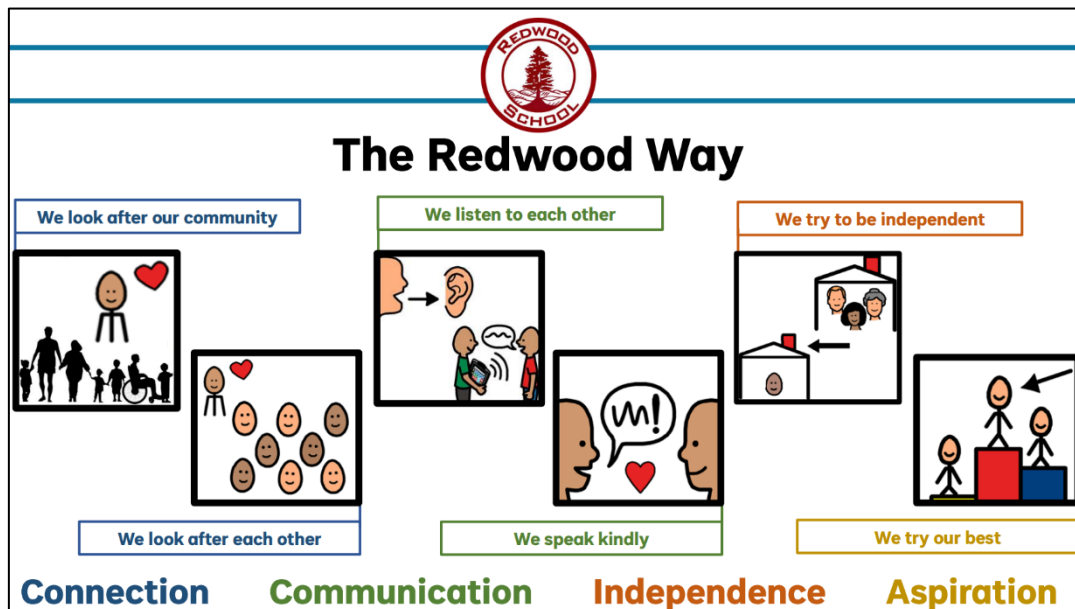 REDWOOD
SCHOOL
The Redwood Way
We look after our community
We listen to each other
We try to be independent
We look after each other
We speak kindly
We try our best
Connection
Communication
Independence
Aspiration